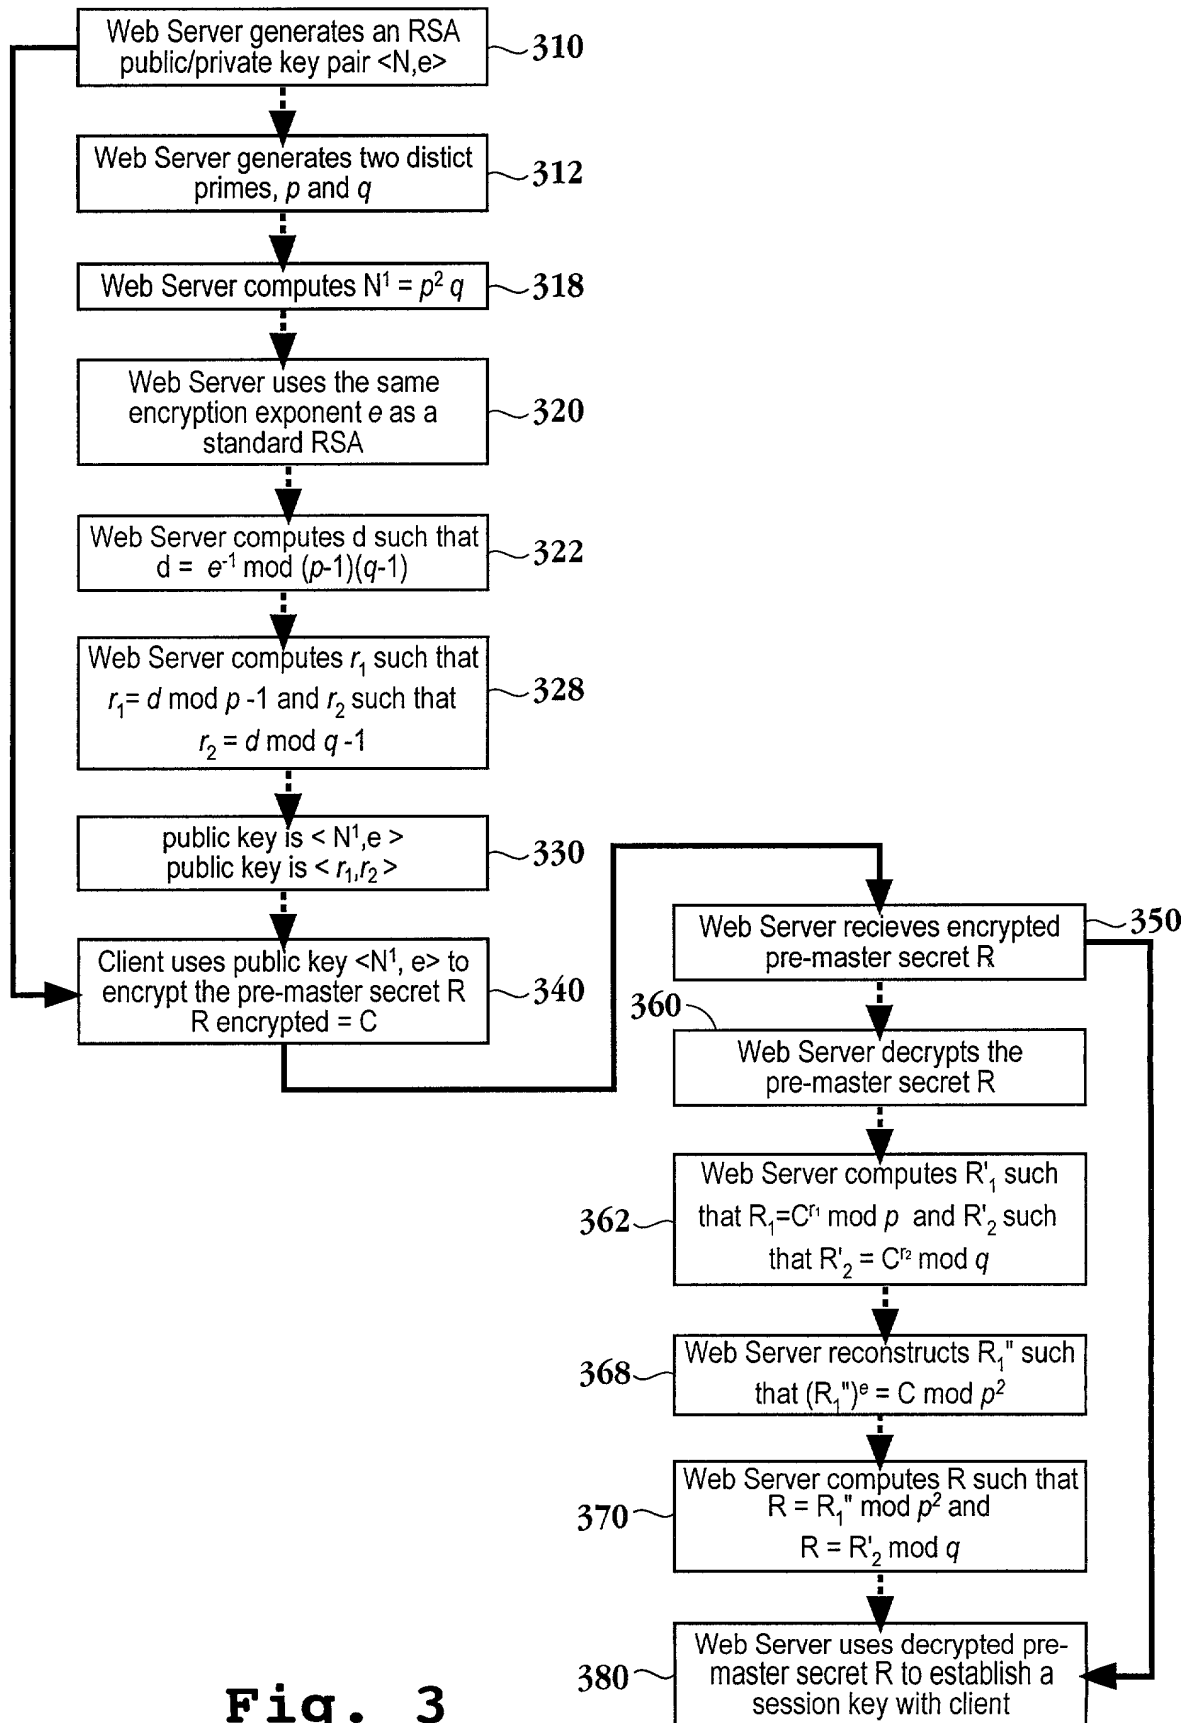 Web Server generates an RSA
public/private key pair <N,e>
310
Web Server generates two distict
primes, p and q
312
Web Server computes N¹ = p² q
318
Web Server uses the same
encryption exponent e as a
standard RSA
320
Web Server computes d such that
d = e⁻¹ mod (p-1)(q-1)
322
Web Server computes r₁ such that
r₁= d mod p -1 and r₂ such that
r₂ = d mod q -1
328
public key is < N¹,e >
public key is < r₁,r₂ >
330
Client uses public key <N¹, e> to
encrypt the pre-master secret R
R encrypted = C
340
Web Server recieves encrypted
pre-master secret R
350
360
Web Server decrypts the
pre-master secret R
Web Server computes R'₁ such
that R₁=Cʳ¹ mod p and R'₂ such
that R'₂ = Cʳ² mod q
362
Web Server reconstructs R₁" such
that (R₁")ᵉ = C mod p²
368
Web Server computes R such that
R = R₁" mod p² and
R = R'₂ mod q
370
Web Server uses decrypted pre-
master secret R to establish a
session key with client
380
Fig. 3